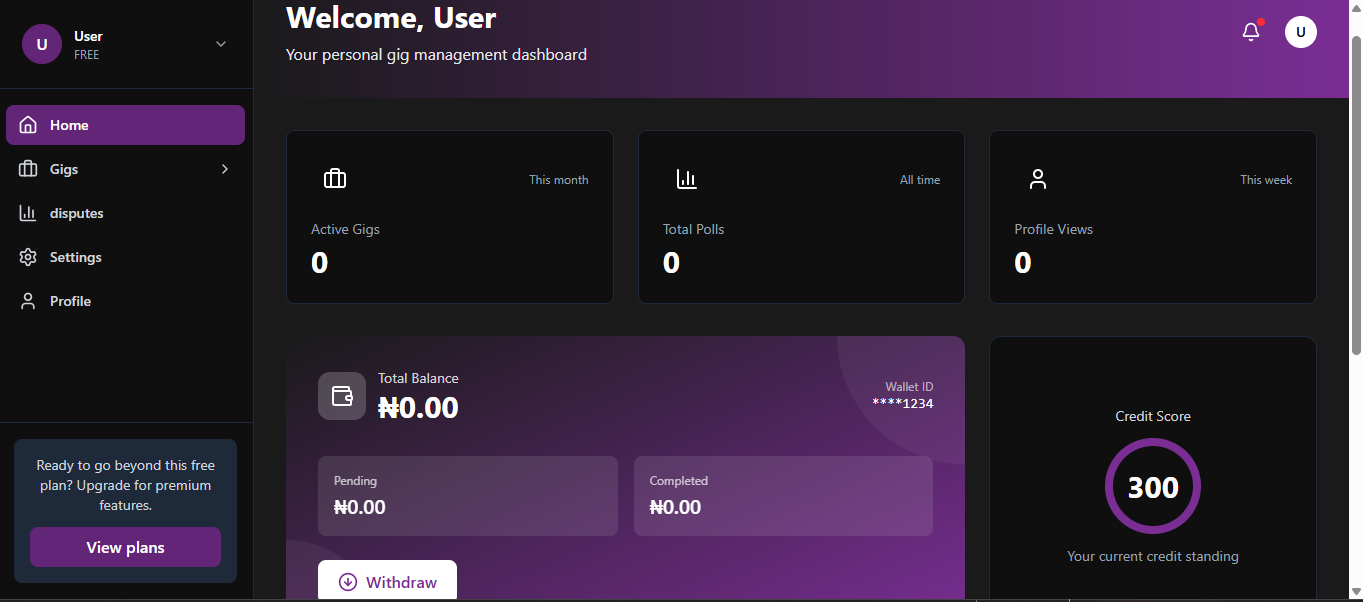 U
User
FREE
Home
Gigs
disputes
Settings
Profile
Ready to go beyond this free
plan? Upgrade for premium
features.
View plans
Welcome, User
Your personal gig management dashboard
U
This month
Active Gigs
0
All time
Total Polls
0
This week
Profile Views
0
Total Balance
₦0.00
Wallet ID
****1234
Pending
₦0.00
Completed
₦0.00
Withdraw
Credit Score
300
Your current credit standing